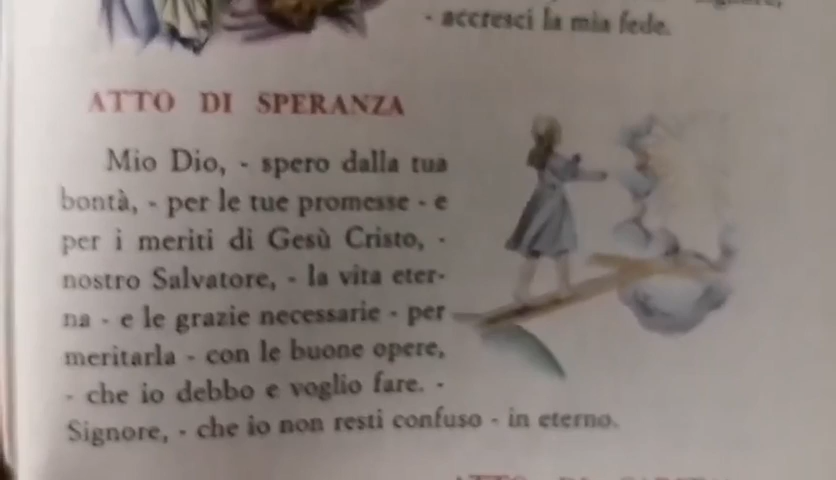 - accresci la mia fede.
ATTO DI SPERANZA
Mio Dio, - spero dalla tua
bontà, - per le tue promesse - e
per i meriti di Gesù Cristo, -
nostro Salvatore, - la vita eter-
na - e le grazie necessarie - per
meritarla - con le buone opere,
- che io debbo e voglio fare. -
Signore, - che io non resti confuso - in eterno.